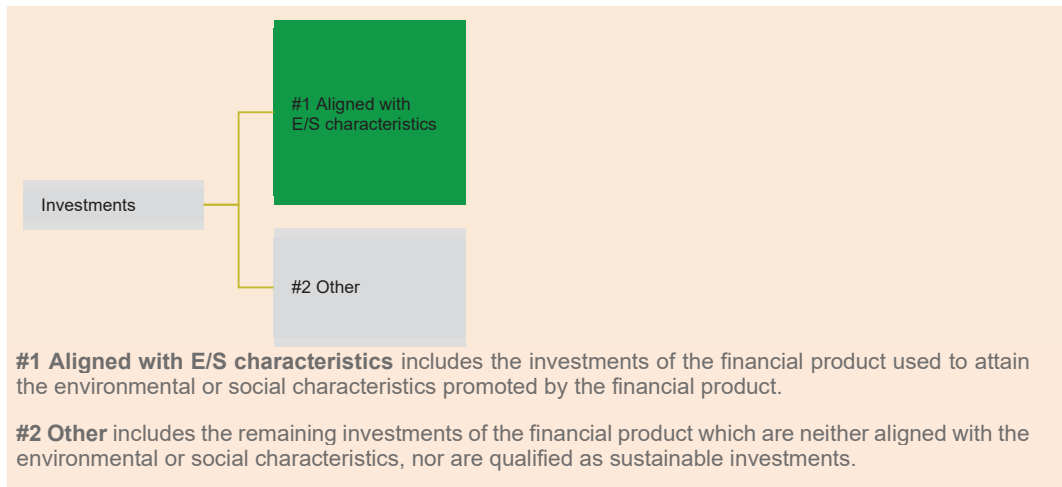 #1 Aligned with
E/S characteristics
Investments
#2 Other
#1 Aligned with E/S characteristics includes the investments of the financial product used to attain
the environmental or social characteristics promoted by the financial product.
#2 Other includes the remaining investments of the financial product which are neither aligned with the
environmental or social characteristics, nor are qualified as sustainable investments.